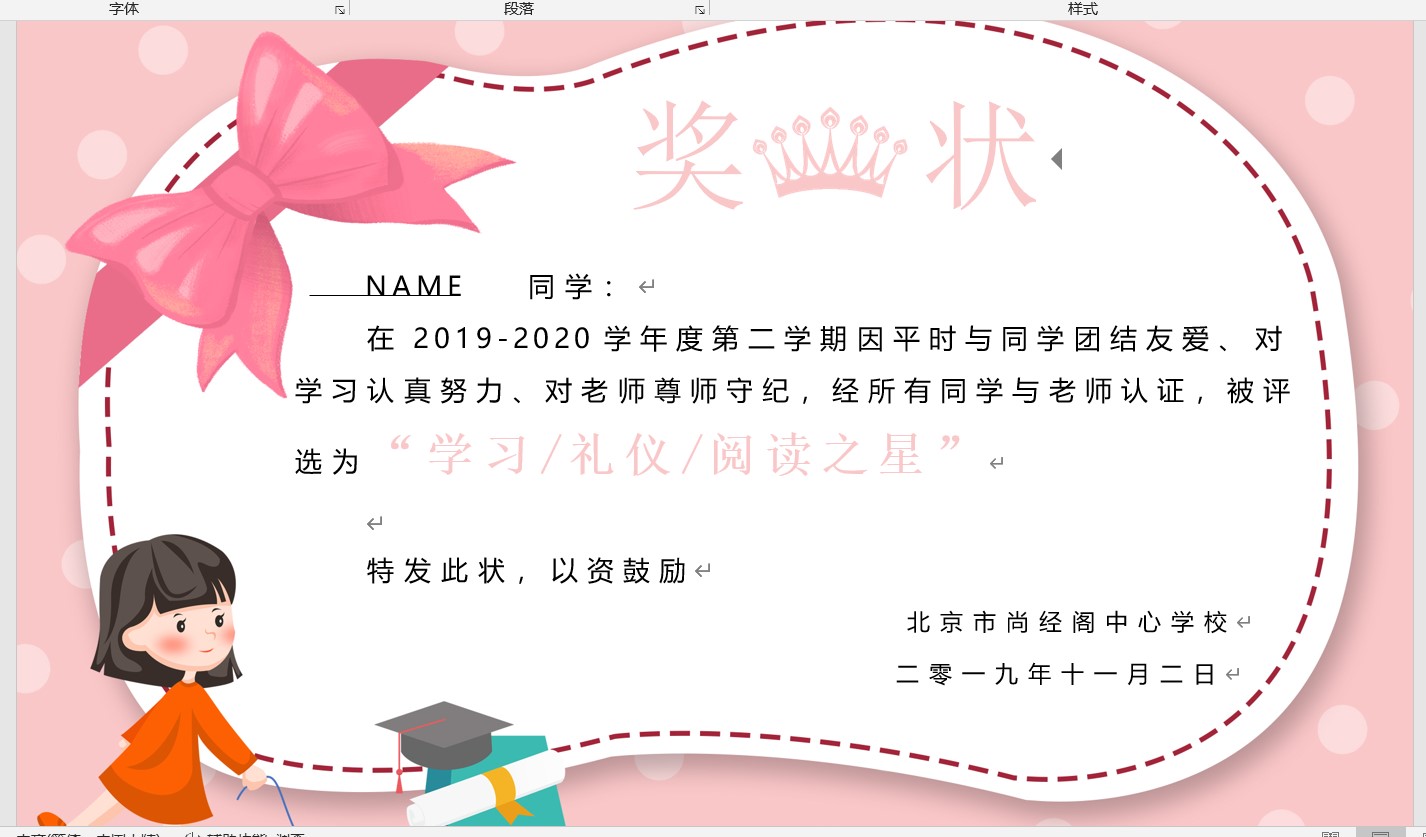 字体 段落 样式
奖 状
NAME 同学：
在 2019-2020 学年度第二学期因平时与同学团结友爱、对
学习认真努力、对老师尊师守纪，经所有同学与老师认证，被评
选为“学习/礼仪/阅读之星”
特发此状，以资鼓励
北京市尚经阁中心学校
二零一九年十一月二日